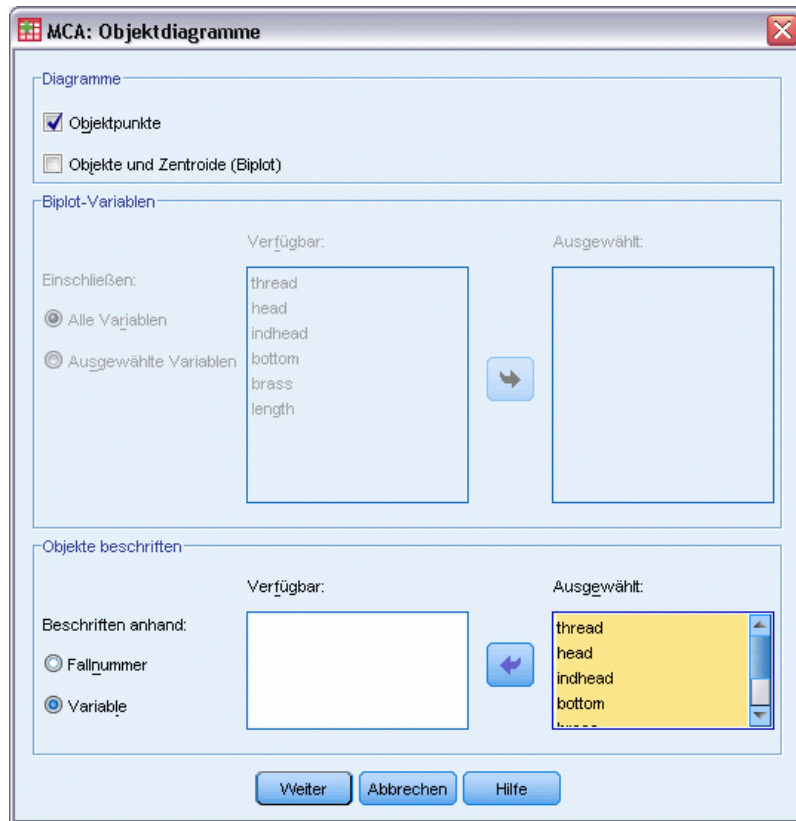 MCA: Objektdiagramme
Diagramme
Objektpunkte
Objekte und Zentroide (Biplot)
Biplot-Variablen
Verfügbar:
Ausgewählt:
Einschließen:
Alle Variablen
Ausgewählte Variablen
thread
head
indhead
bottom
brass
length
Objekte beschriften
Verfügbar:
Ausgewählt:
Beschriften anhand:
Fallnummer
Variable
thread
head
indhead
bottom
Weiter
Abbrechen
Hilfe